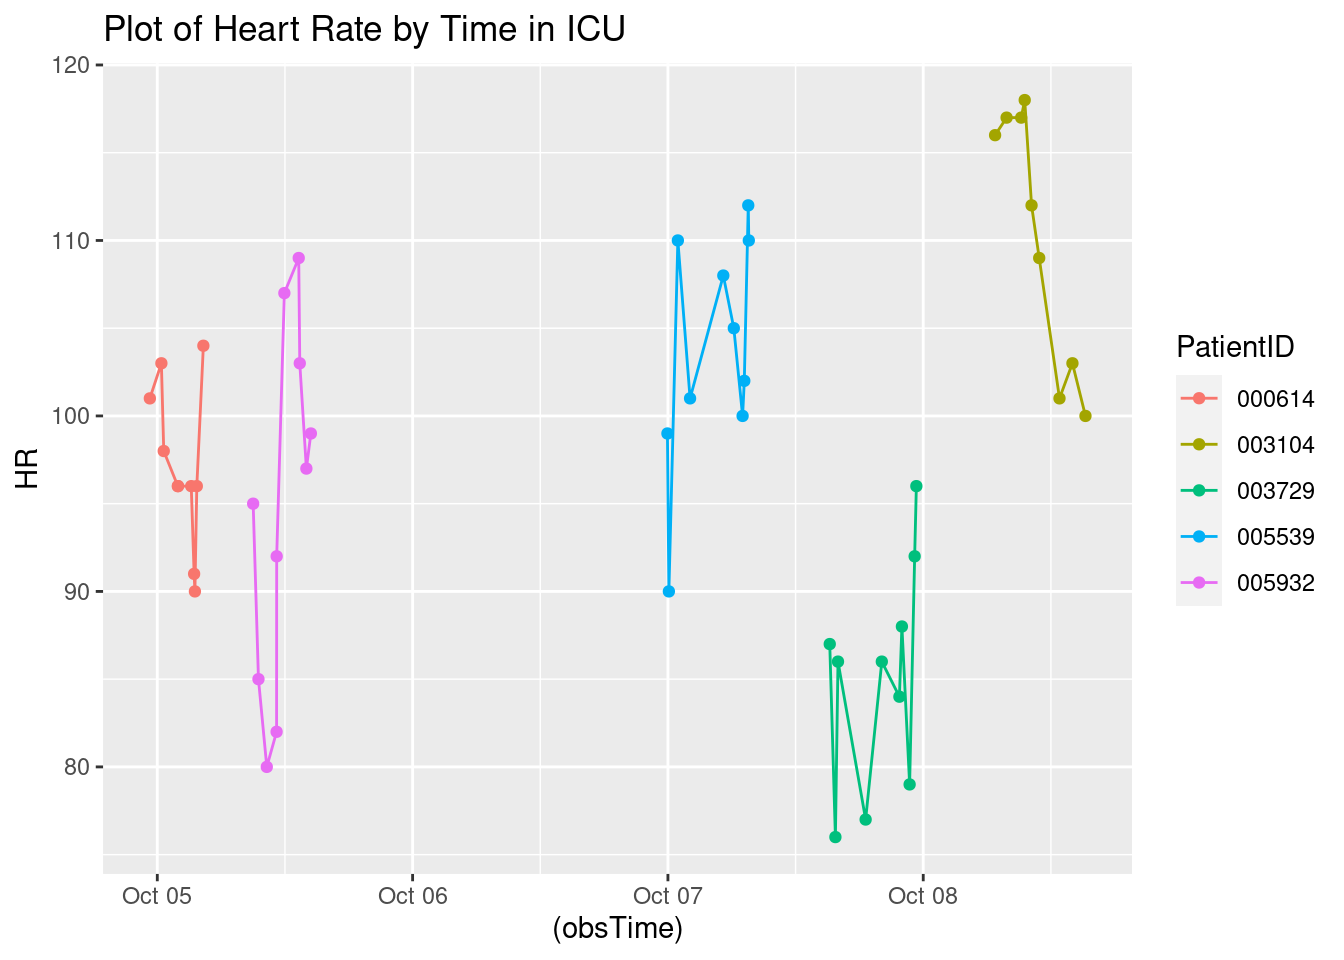 Plot of Heart Rate by Time in ICU
120
110
100
90
80
HR
Oct 05
Oct 06
Oct 07
Oct 08
(obsTime)
PatientID
000614
003104
003729
005539
005932